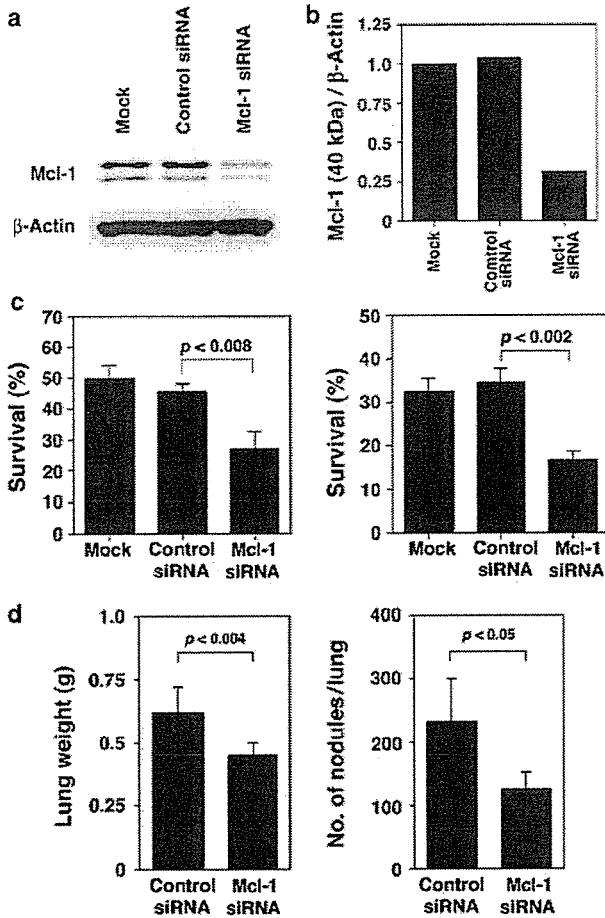 a
Mock
Control siRNA
Mcl-1 siRNA
Mcl-1
β-Actin
b
Mcl-1 (40 kDa) / β-Actin
1.25
1.0
0.75
0.5
0.25
0
Mock
Comtrol
siRNA
Mcl-1
siRNA
c
Survival (%)
70
60
50
40
30
20
10
0
p < 0.008
Mock
Control
siRNA
Mcl-1
siRNA
Survival (%)
50
40
30
20
10
0
p < 0.002
Mock
Control
siRNA
Mcl-1
siRNA
d
Lung weight (g)
1.0
0.75
0.5
0.25
0
p < 0.004
Control
siRNA
Mcl-1
siRNA
No. of nodules/lung
400
300
200
100
0
p < 0.05
Control
siRNA
Mcl-1
siRNA